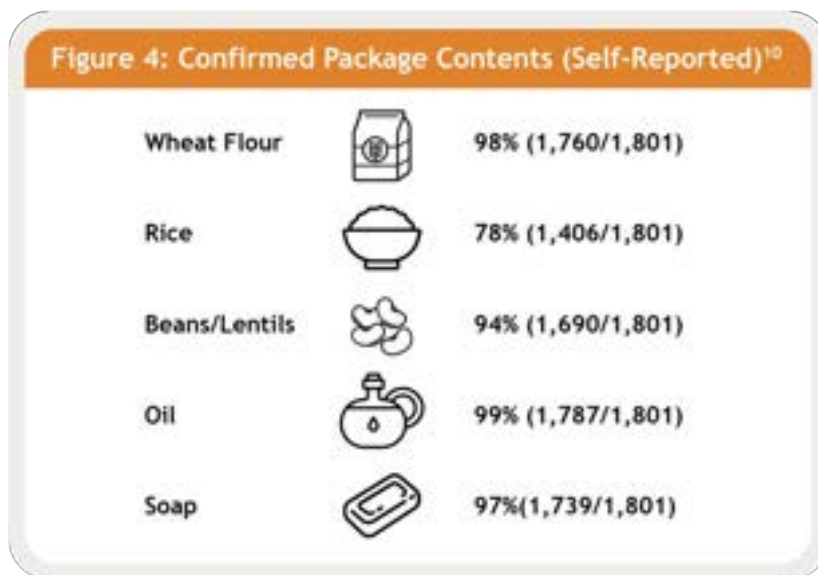 Figure 4: Confirmed Package Contents (Self-Reported)¹⁰
Wheat Flour 98% (1,760/1,801)
Rice 78% (1,406/1,801)
Beans/Lentils 94% (1,690/1,801)
Oil 99% (1,787/1,801)
Soap 97%(1,739/1,801)